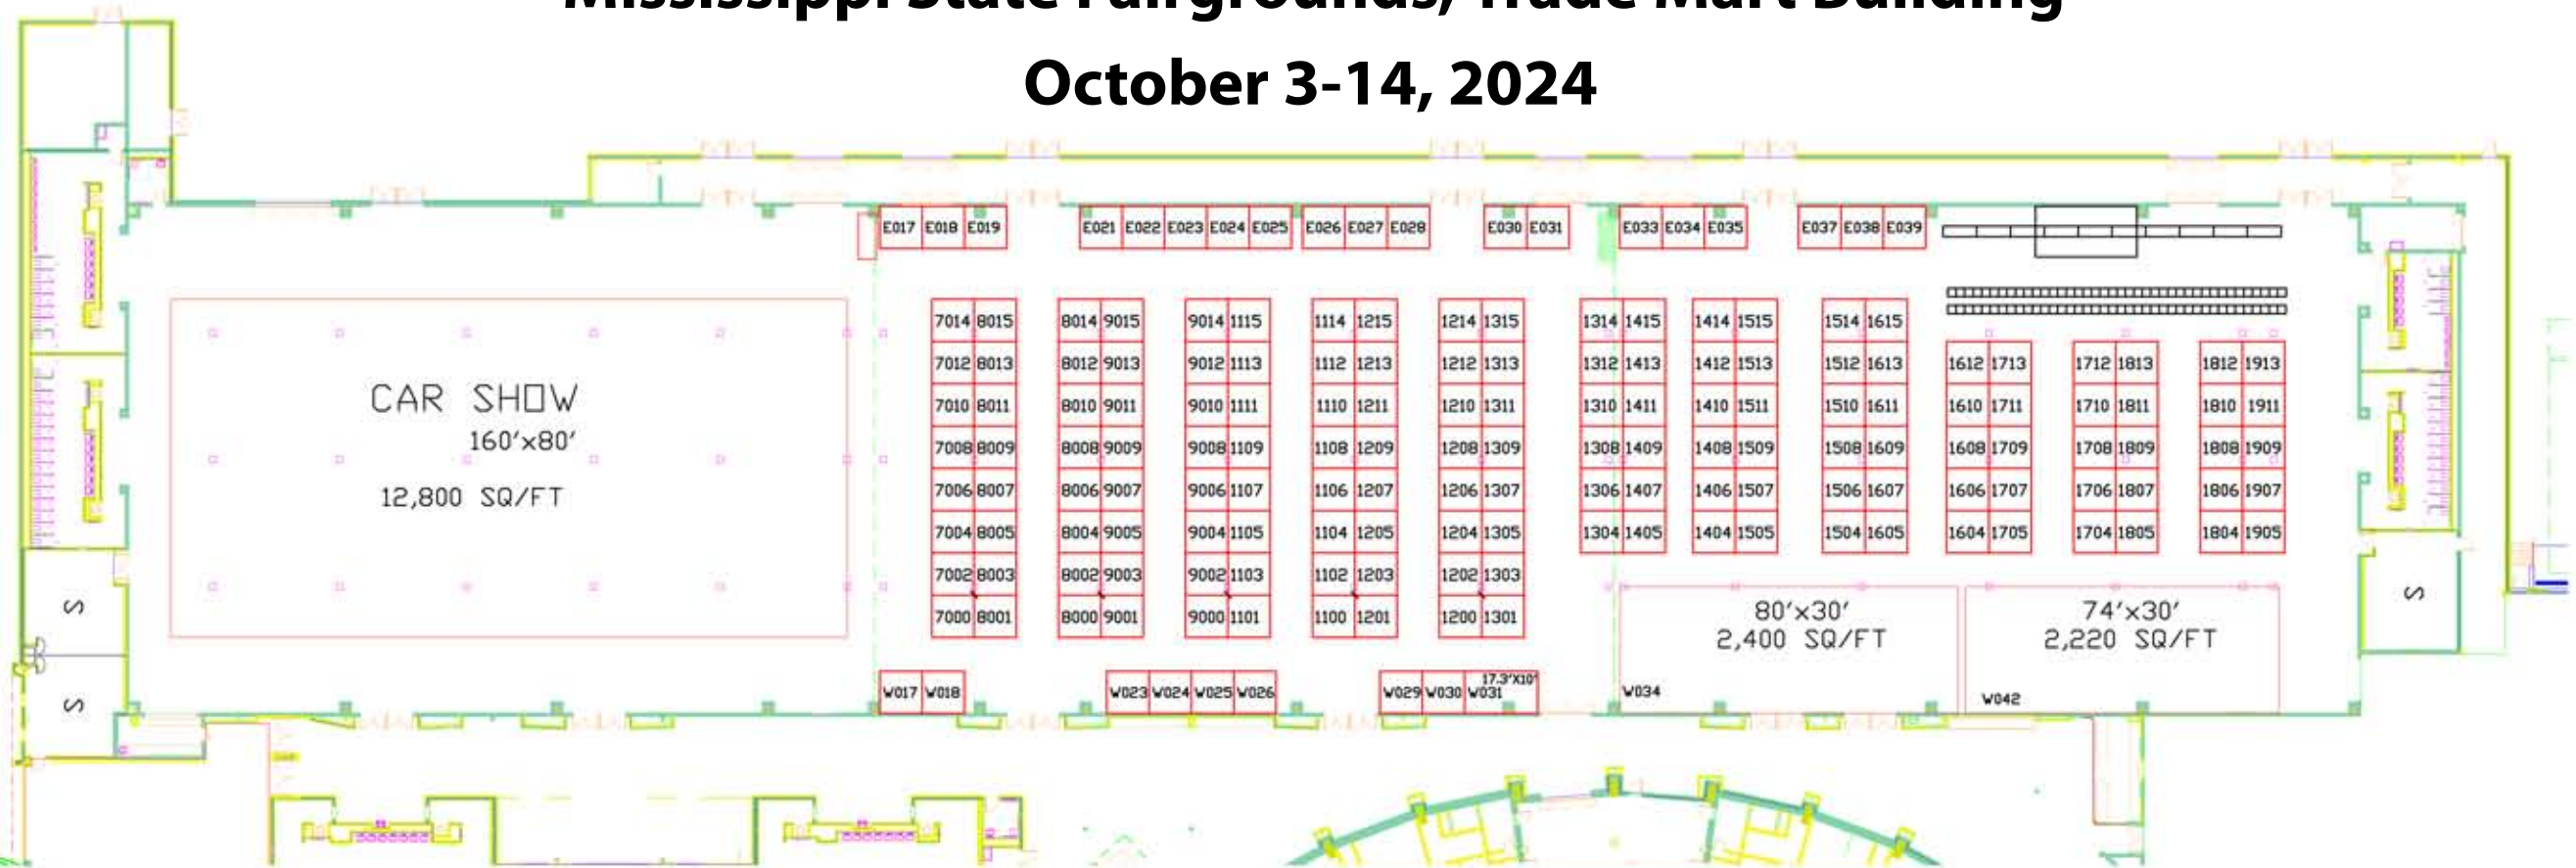 Mississippi State Fairgrounds, Trade Mart Building
October 3-14, 2024
E017 E018 E019 E021 E022 E023 E024 E025 E026 E027 E028 E030 E031 E033 E034 E035 E037 E038 E039
7014 8015 8014 9015 9014 1115 1114 1215 1214 1315 1314 1415 1414 1515 1514 1615
7012 8013 8012 9013 9012 1113 1112 1213 1212 1313 1312 1413 1412 1513 1512 1613 1612 1713 1712 1813 1812 1913
CAR SHOW
7010 8011 8010 9011 9010 1111 1110 1211 1210 1311 1310 1411 1410 1511 1510 1611 1610 1711 1710 1811 1810 1911
160'x80'
7008 8009 8008 9009 9008 1109 1108 1209 1208 1309 1308 1409 1408 1509 1508 1609 1608 1709 1708 1809 1808 1909
12,800 SQ/FT
7006 8007 8006 9007 9006 1107 1106 1207 1206 1307 1306 1407 1406 1507 1506 1607 1606 1707 1706 1807 1806 1907
7004 8005 8004 9005 9004 1105 1104 1205 1204 1305 1304 1405 1404 1505 1504 1605 1604 1705 1704 1805 1804 1905
7002 8003 8002 9003 9002 1103 1102 1203 1202 1303
S S
7000 8001 8000 9001 9000 1101 1100 1201 1200 1301
80'x30' 74'x30'
2,400 SQ/FT 2,220 SQ/FT
17.3'X10'
W017 W018 W023 W024 W025 W026 W029 W030 W031 W034 W042
S